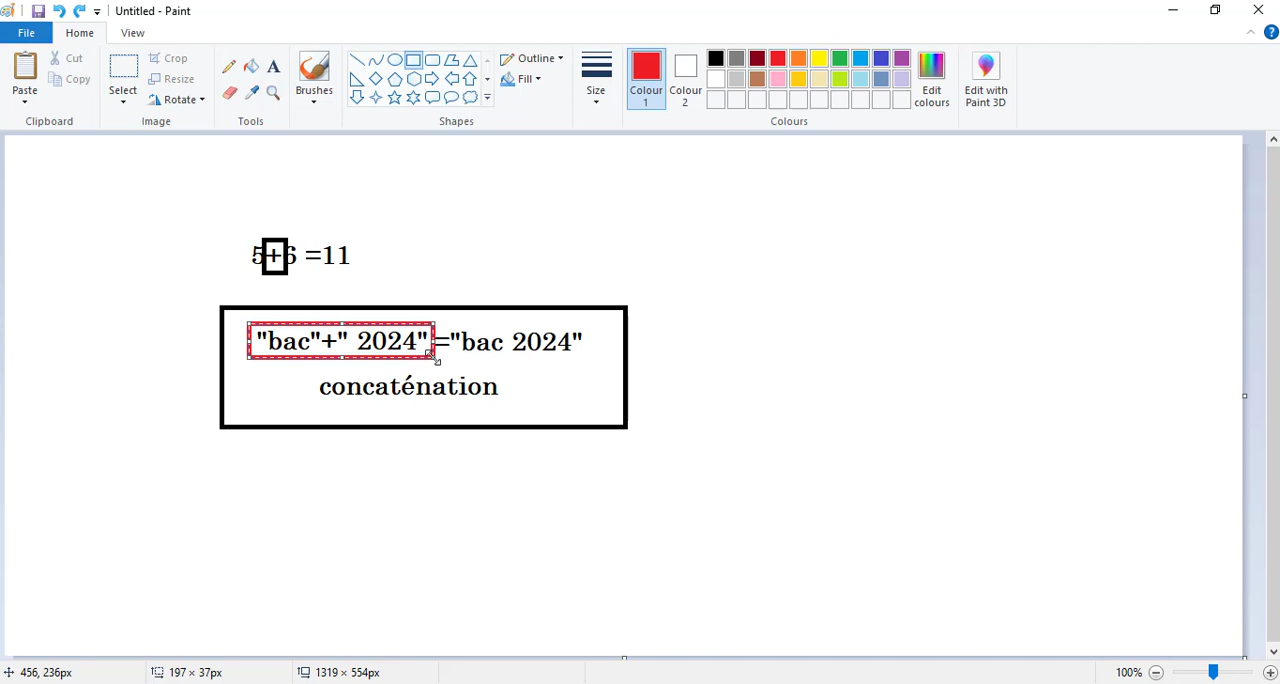 Untitled - Paint
File
Home
View
Paste
Cut
Copy
Clipboard
Select
Crop
Resize
Rotate
Image
Tools
Brushes
Shapes
Outline
Fill
Size
Colour 1
Colour 2
Edit colours
Colours
Edit with Paint 3D
5+6 =11
"bac"+" 2024"="bac 2024"
concaténation
456, 236px
197 × 37px
1319 × 554px
100%